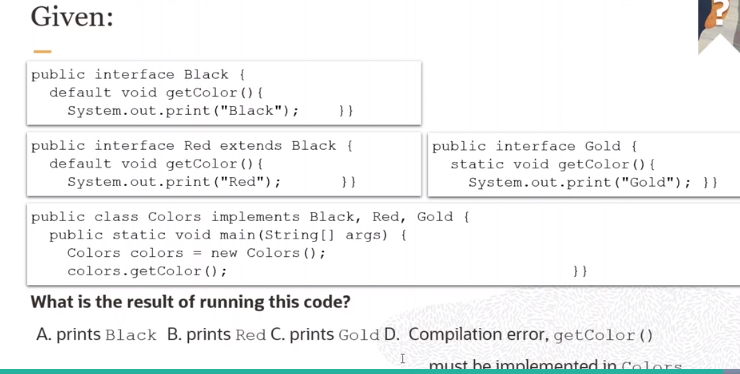 Given:
public interface Black {
default void getColor(){
System.out.print("Black"); }}
public interface Red extends Black {
default void getColor(){
System.out.print("Red"); }}
public interface Gold {
static void getColor(){
System.out.print("Gold"); }}
public class Colors implements Black, Red, Gold {
public static void main(String[] args) {
Colors colors = new Colors();
colors.getColor(); }}
What is the result of running this code?
A. prints Black B. prints Red C. prints Gold D. Compilation error, getColor()
must be implemented in Colors